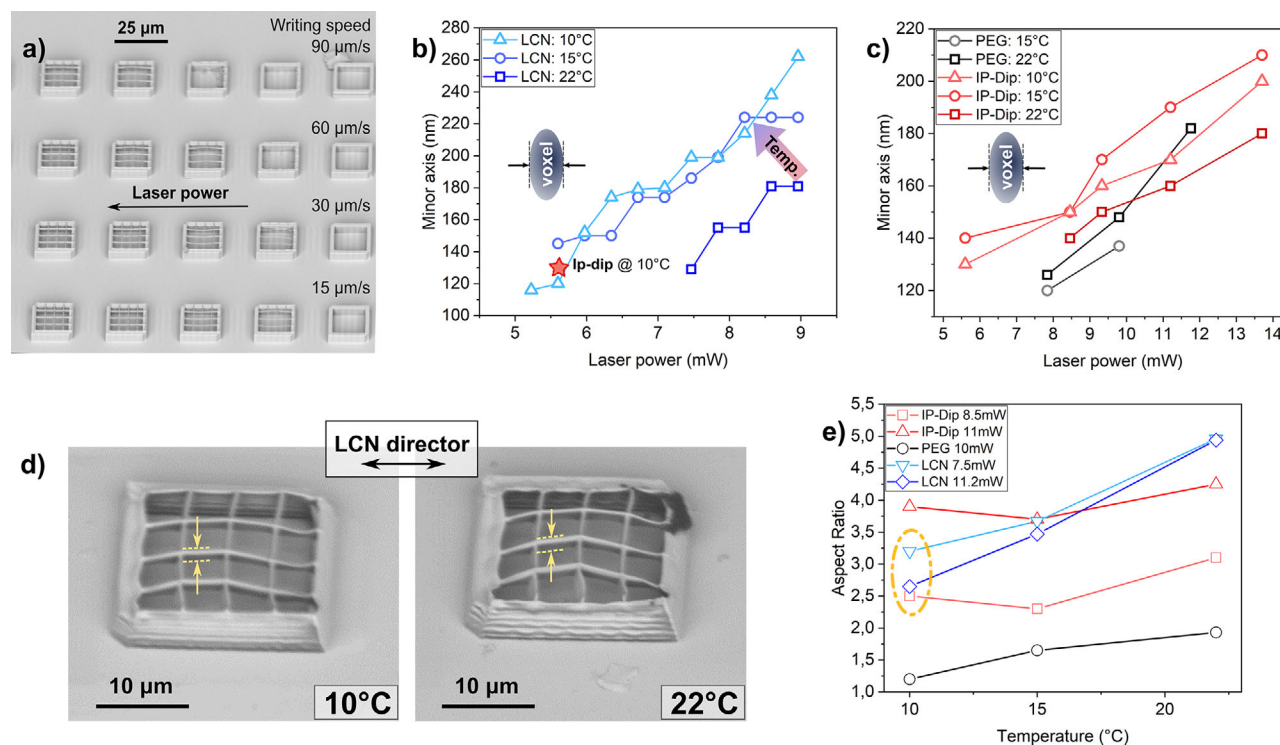 a)
25 µm
Writing speed
90 µm/s
60 µm/s
Laser power
30 µm/s
15 µm/s
b)
LCN: 10°C
LCN: 15°C
LCN: 22°C
voxel
Temp.
Ip-dip @ 10°C
Minor axis (nm)
280
260
240
220
200
180
160
140
120
100
5 6 7 8 9
Laser power (mW)
c)
PEG: 15°C
PEG: 22°C
IP-Dip: 10°C
IP-Dip: 15°C
IP-Dip: 22°C
voxel
Minor axis (nm)
220
200
180
160
140
120
5 6 7 8 9 10 11 12 13 14
Laser power (mW)
d)
LCN director
10 µm
10°C
10 µm
22°C
e)
IP-Dip 8.5mW
IP-Dip 11mW
PEG 10mW
LCN 7.5mW
LCN 11.2mW
Aspect Ratio
5,5
5,0
4,5
4,0
3,5
3,0
2,5
2,0
1,5
1,0
10 15 20
Temperature (°C)